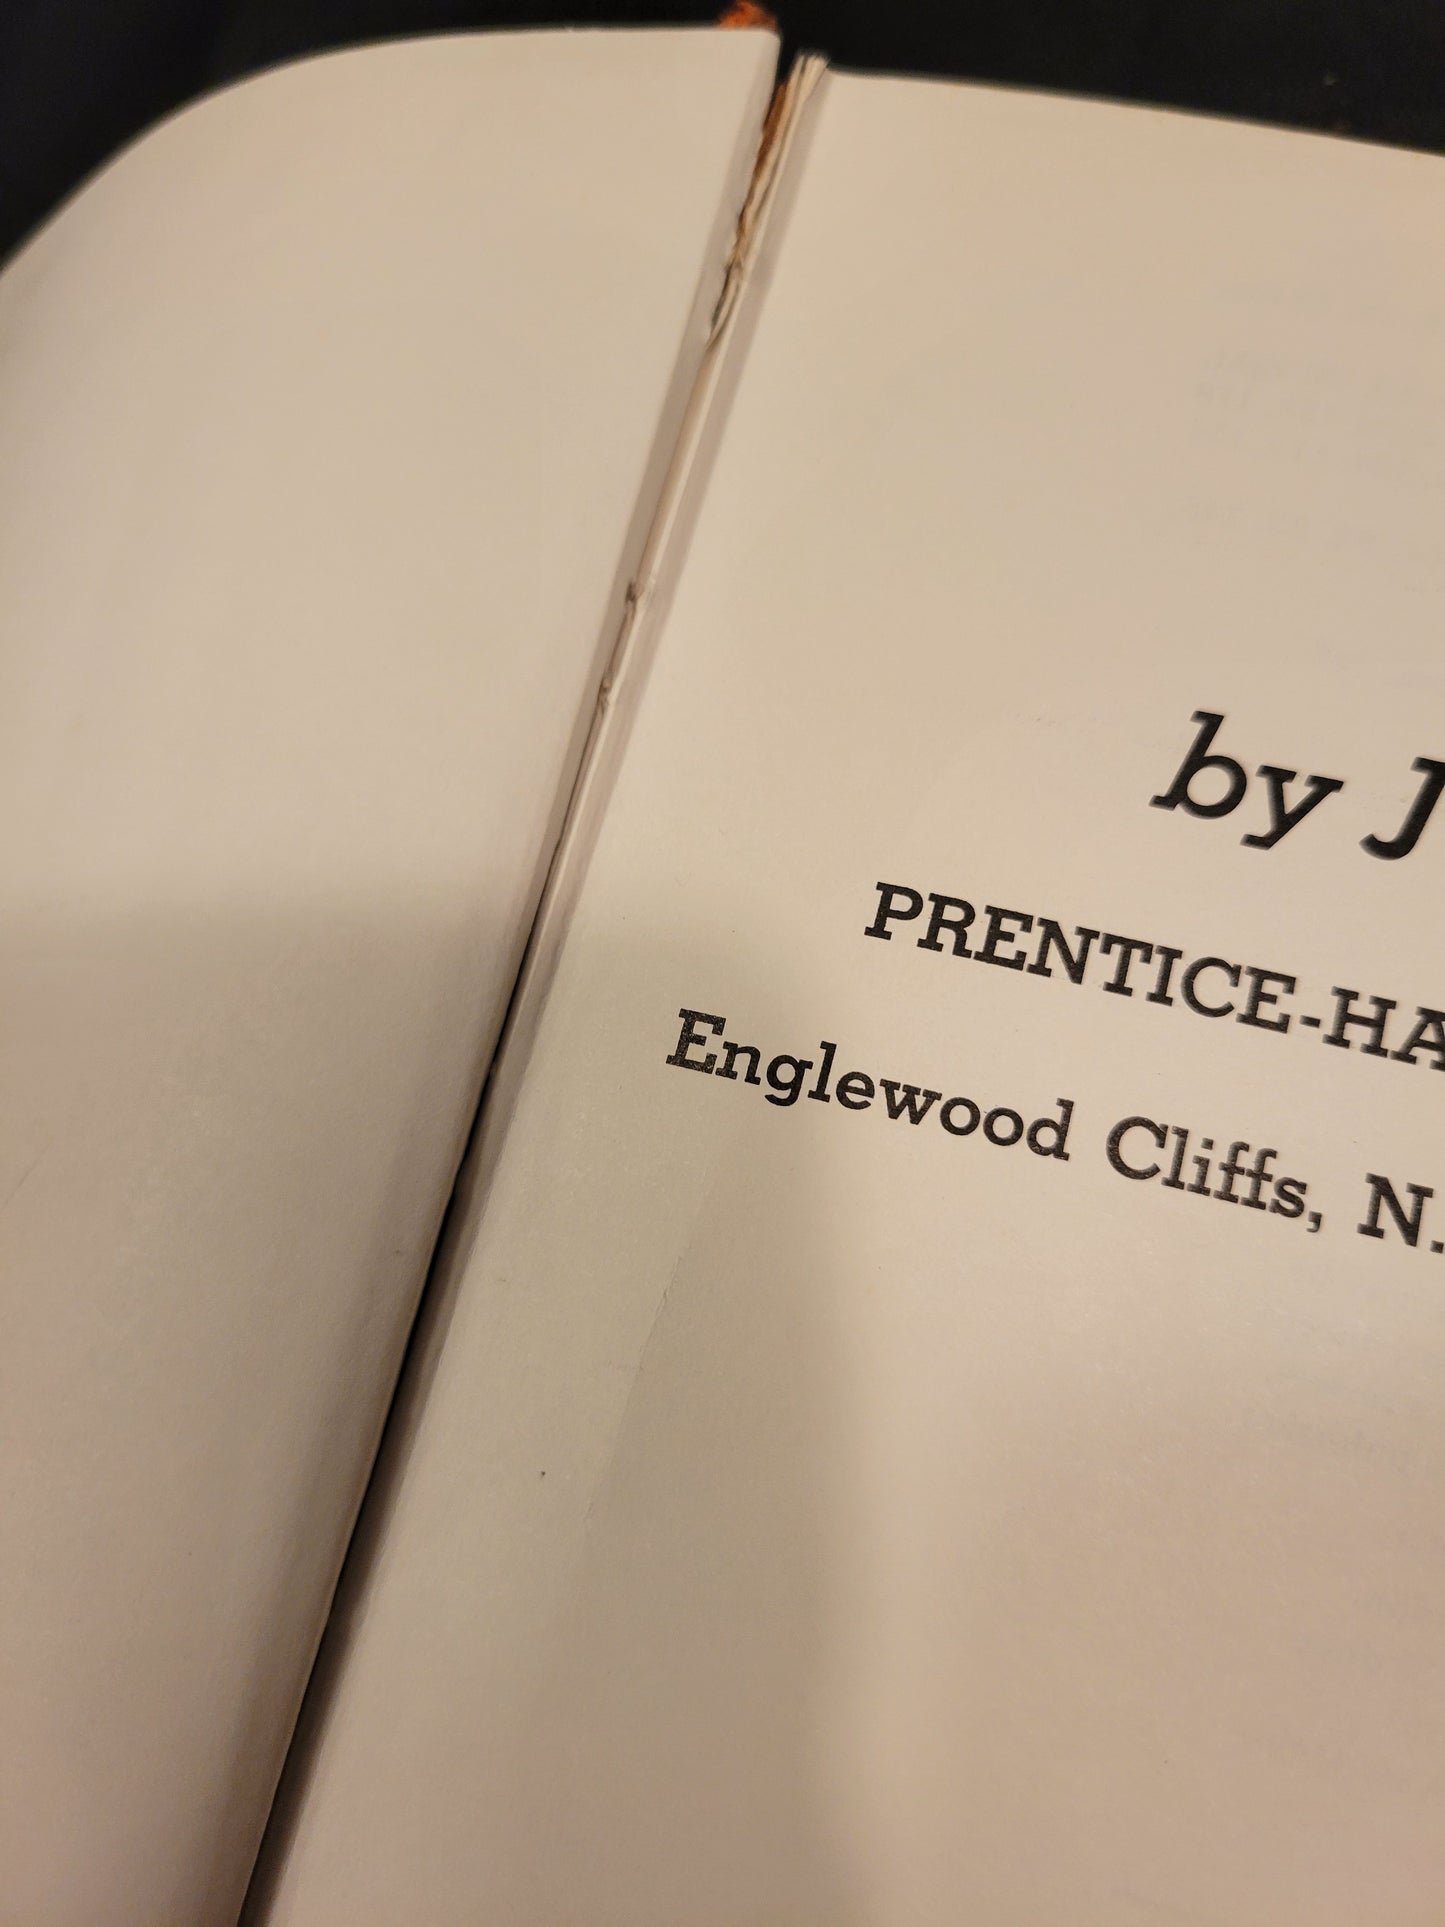 by J
PRENTICE-HA
Englewood Cliffs, N.